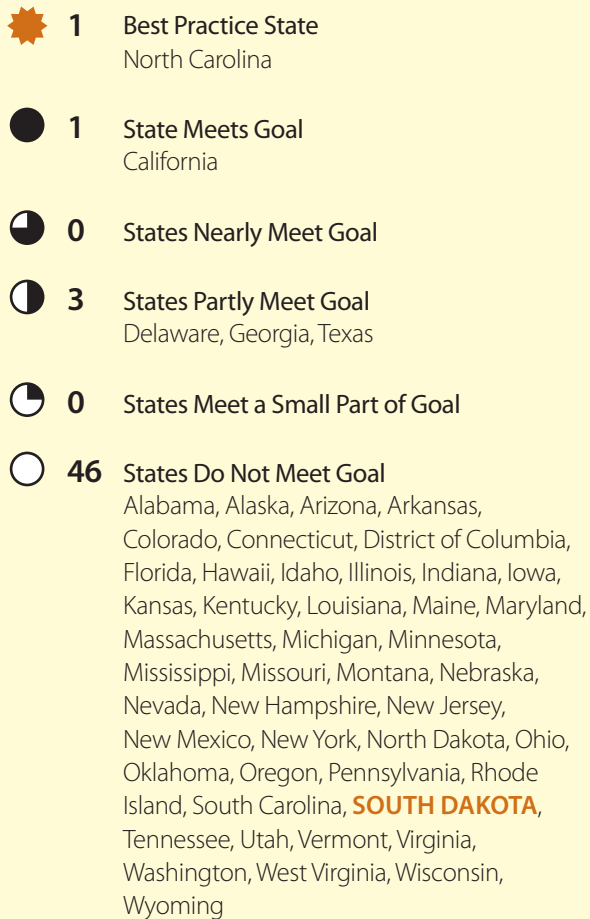 1 Best Practice State
North Carolina
1 State Meets Goal
California
0 States Nearly Meet Goal
3 States Partly Meet Goal
Delaware, Georgia, Texas
0 States Meet a Small Part of Goal
46 States Do Not Meet Goal
Alabama, Alaska, Arizona, Arkansas,
Colorado, Connecticut, District of Columbia,
Florida, Hawaii, Idaho, Illinois, Indiana, Iowa,
Kansas, Kentucky, Louisiana, Maine, Maryland,
Massachusetts, Michigan, Minnesota,
Mississippi, Missouri, Montana, Nebraska,
Nevada, New Hampshire, New Jersey,
New Mexico, New York, North Dakota, Ohio,
Oklahoma, Oregon, Pennsylvania, Rhode
Island, South Carolina, SOUTH DAKOTA,
Tennessee, Utah, Vermont, Virginia,
Washington, West Virginia, Wisconsin,
Wyoming